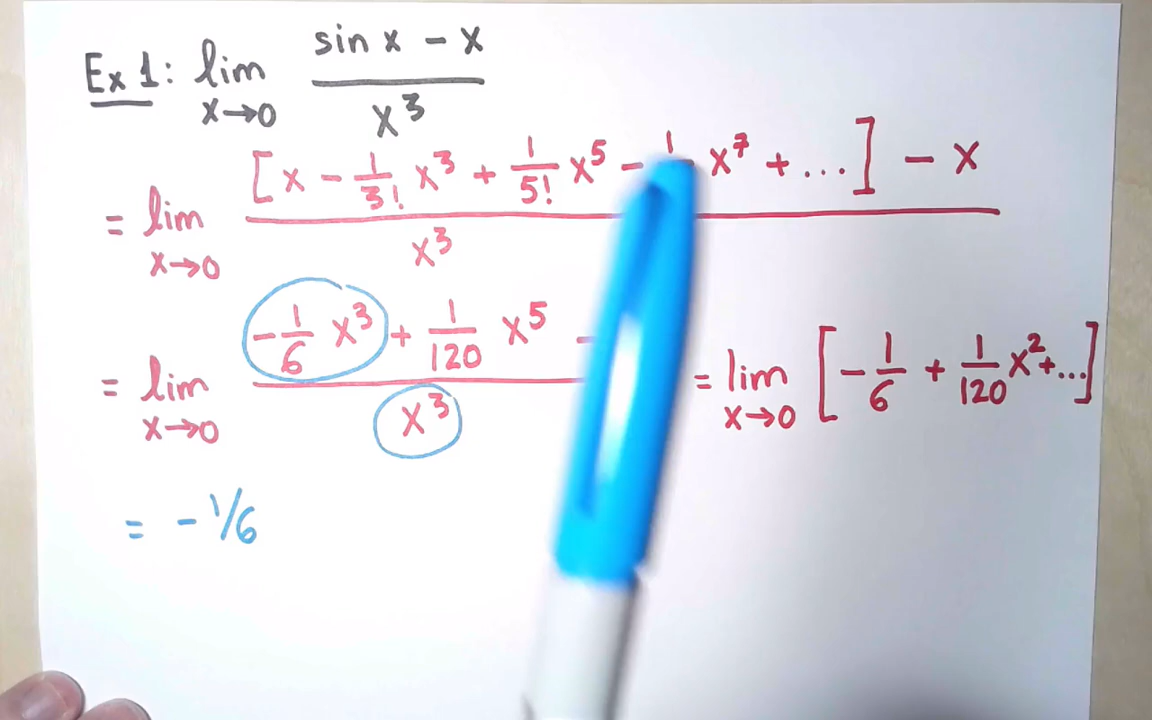 Ex 1: lim x→0 (sin x - x) / x³
= lim x→0 ([x - 1/3! x³ + 1/5! x⁵ - 1/ x⁷ + ...] - x) / x³
= lim x→0 (-1/6 x³ + 1/120 x⁵ -) / x³ = lim x→0 [-1/6 + 1/120 x² + ...]
= -1/6